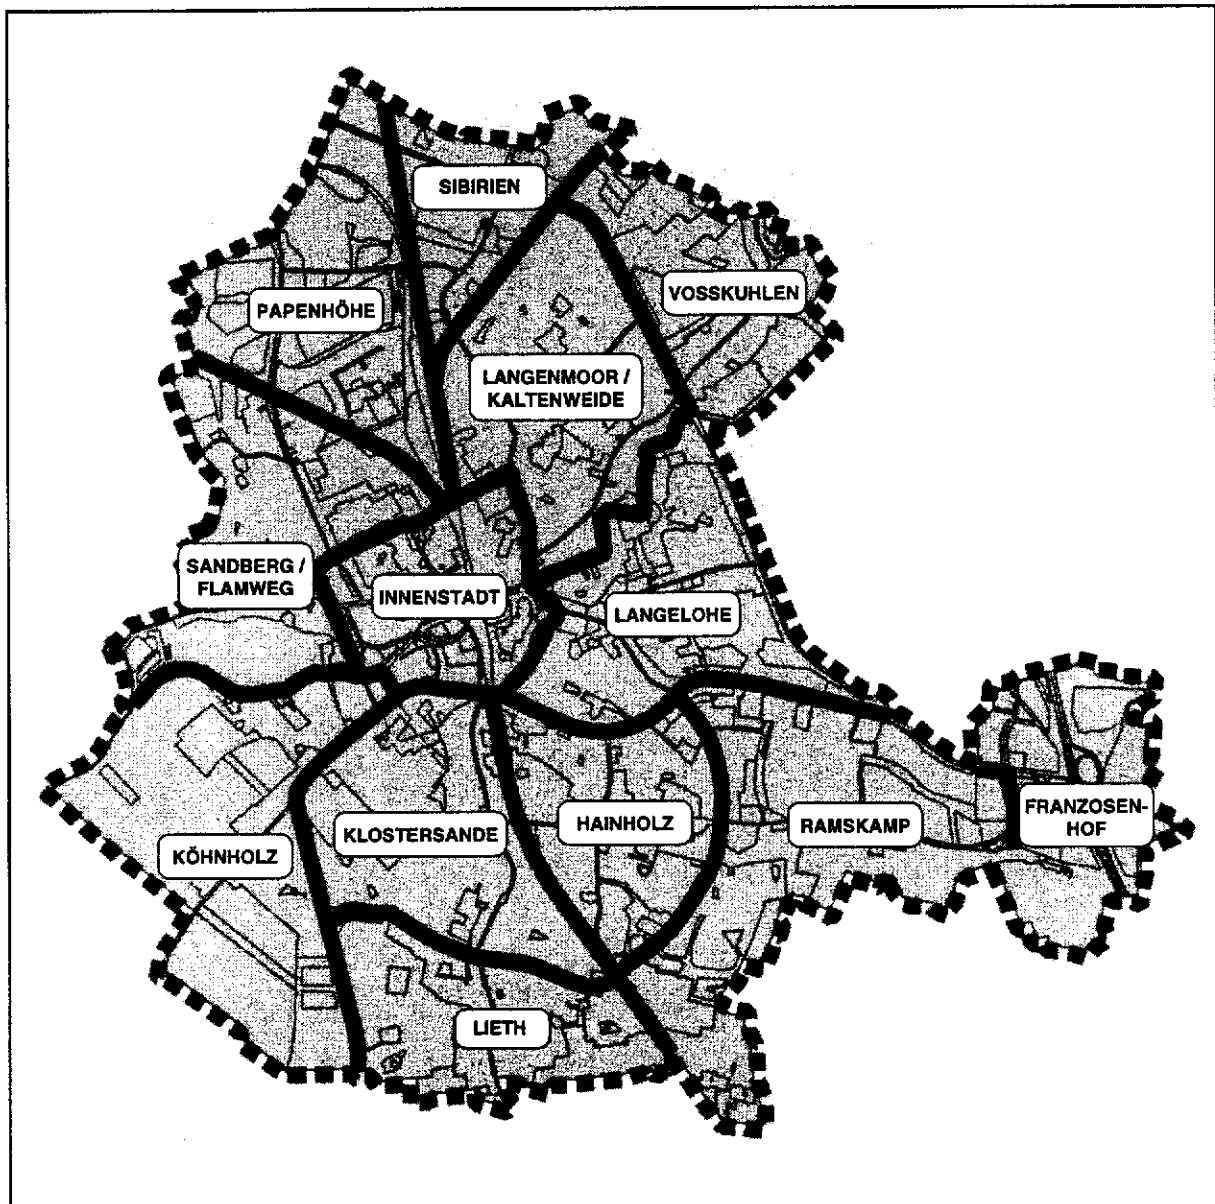 SIBIRIEN
VOSSKUHLEN
PAPENHÖHE
LANGENMOOR /
KALTENWEIDE
SANDBERG /
FLAMWEG
INNENSTADT
LANGELOHE
FRANZOSEN-
HOF
KLOSTERSANDE
HAINHOLZ
RAMSKAMP
KÖHNHOLZ
LIETH